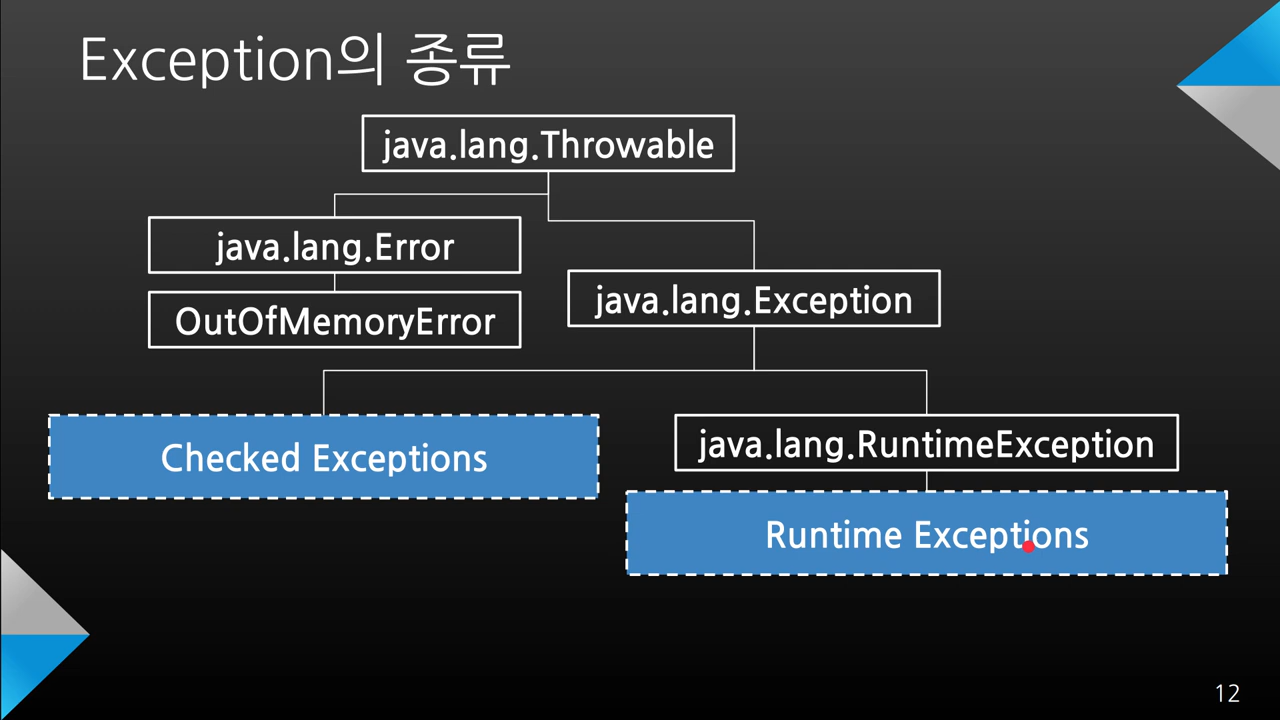 Exception의 종류
java.lang.Throwable
java.lang.Error
OutOfMemoryError
java.lang.Exception
Checked Exceptions
java.lang.RuntimeException
Runtime Exceptions
12